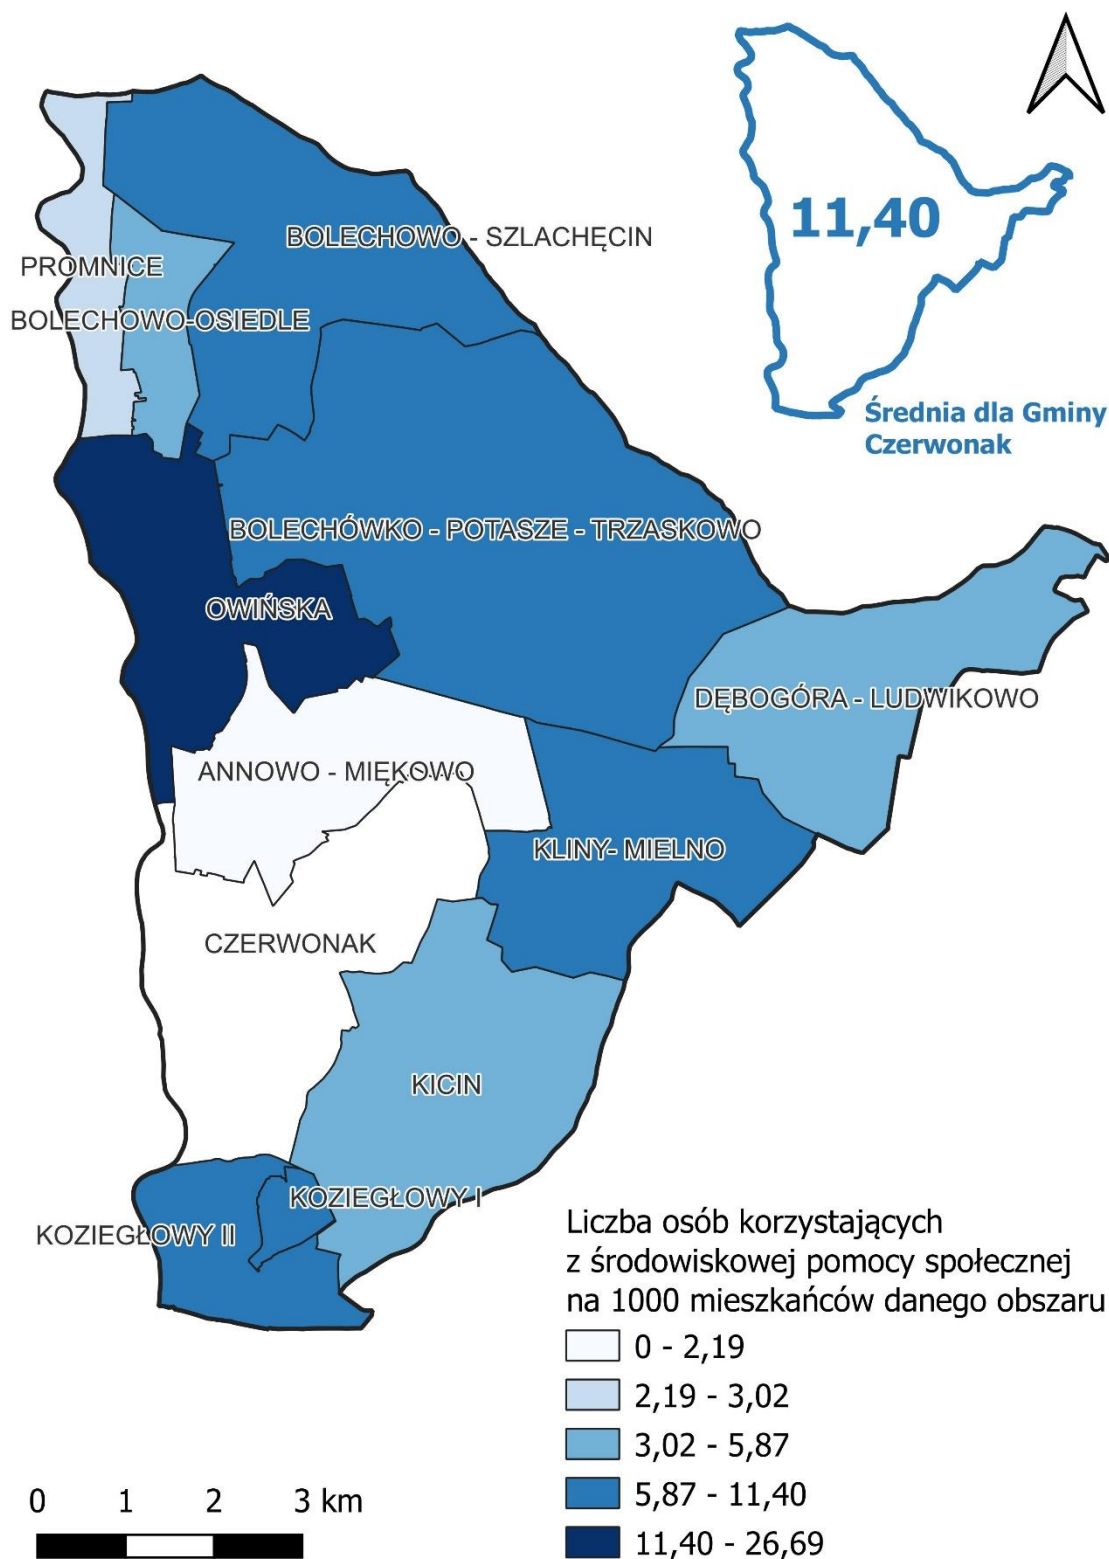 11,40
Średnia dla Gminy
Czerwonak
BOLECHOWO - SZLACHĘCIN
PROMNICE
BOLECHOWO-OSIEDLE
BOLECHÓWKO - POTASZE - TRZASKOWO
OWIŃSKA
DĘBOGÓRA - LUDWIKOWO
ANNOWO - MIĘKOWO
KLINY- MIELNO
CZERWONAK
KICIN
KOZIEGŁOWY I
KOZIEGŁOWY II
Liczba osób korzystających
z środowiskowej pomocy społecznej
na 1000 mieszkańców danego obszaru
0 - 2,19
2,19 - 3,02
3,02 - 5,87
5,87 - 11,40
11,40 - 26,69
0 1 2 3 km